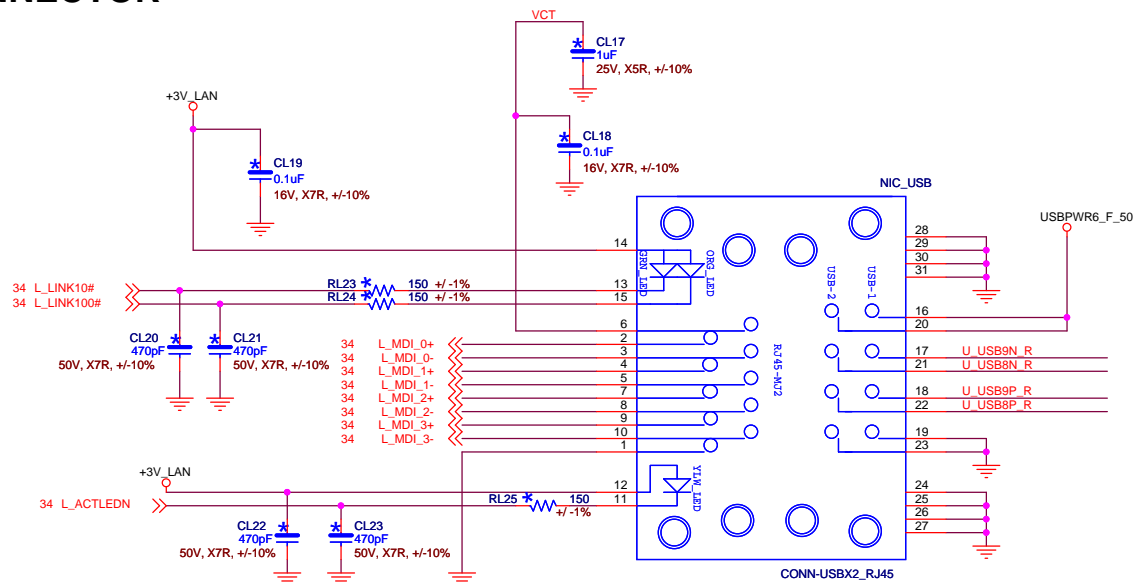 VCT
CL17
1uF
25V, X5R, +/-10%
+3V_LAN
CL18
0.1uF
16V, X7R, +/-10%
CL19
0.1uF
16V, X7R, +/-10%
NIC_USB
USBPWR6_F_50
14
GRN_LED
ORG_LED
28
29
30
31
34 L_LINK10#
RL23 150 +/-1%
13
34 L_LINK100#
RL24 150 +/-1%
15
USB-2
USB-1
16
20
CL20
470pF
50V, X7R, +/-10%
CL21
470pF
50V, X7R, +/-10%
6
34 L_MDI_0+ 2
34 L_MDI_0- 3
34 L_MDI_1+ 4
34 L_MDI_1- 5
34 L_MDI_2+ 7
34 L_MDI_2- 8
34 L_MDI_3+ 9
34 L_MDI_3- 10
1
RJ45-MJ2
17 U_USB9N_R
21 U_USB8N_R
18 U_USB9P_R
22 U_USB8P_R
19
23
+3V_LAN
12
34 L_ACTLEDN
RL25 150
+/-1%
11
YLW_LED
24
25
26
27
CL22
470pF
50V, X7R, +/-10%
CL23
470pF
50V, X7R, +/-10%
CONN-USBX2_RJ45